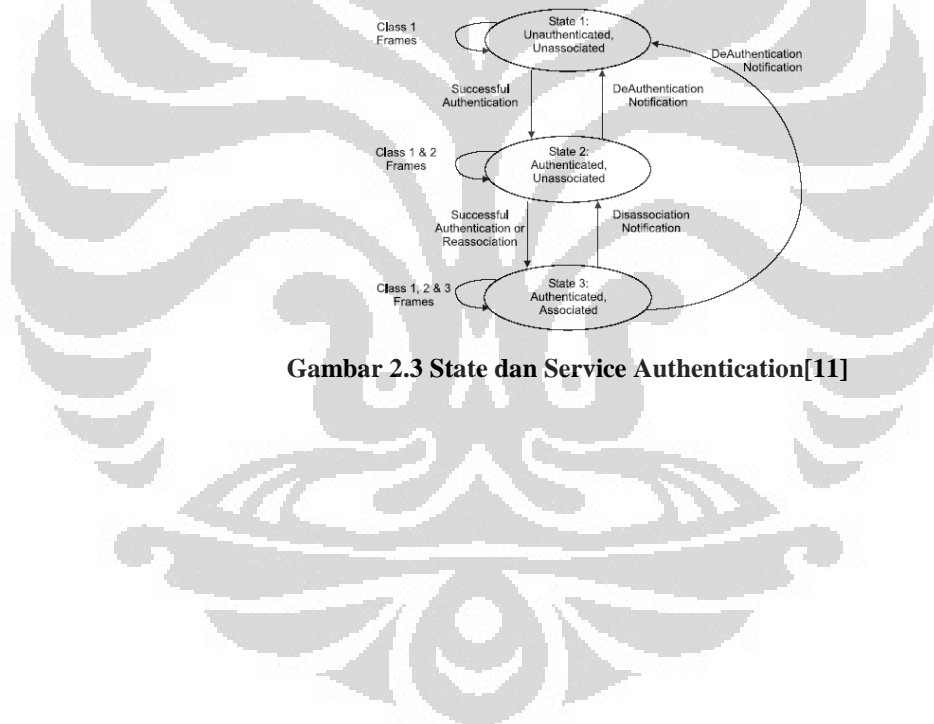 Class 1
Frames
State 1:
Unauthenticated,
Unassociated
DeAuthentication
Notification
Successful
Authentication
DeAuthentication
Notification
Class 1 & 2
Frames
State 2:
Authenticated,
Unassociated
Successful
Authentication or
Reassociation
Disassociation
Notification
Class 1, 2 & 3
Frames
State 3:
Authenticated,
Associated
Gambar 2.3 State dan Service Authentication[11]